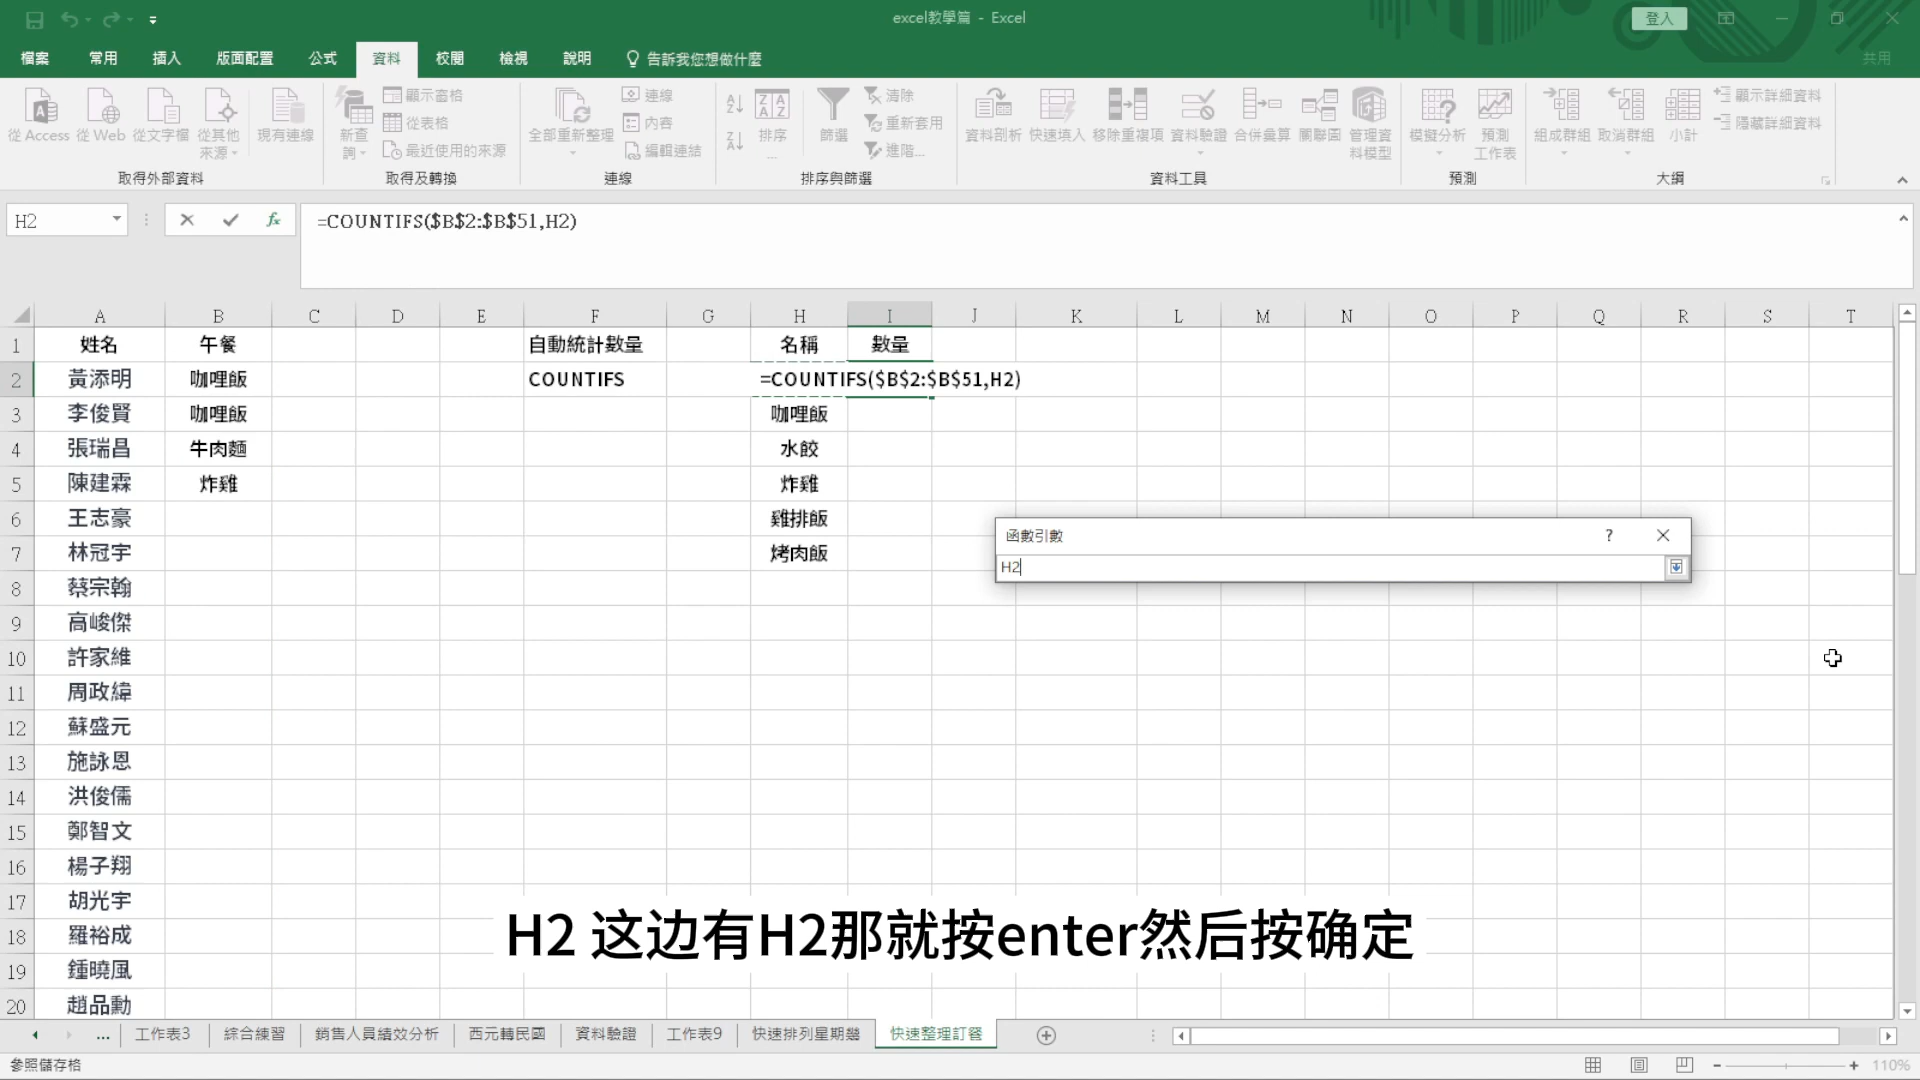 excel教學篇 - Excel
登入
檔案 常用 插入 版面配置 公式 資料 校閱 檢視 說明 告訴我您想做什麼 共用
從 Access 從 Web 從文字檔 從其他來源 現有連線
取得外部資料
新查詢 顯示窗格
從表格
最近使用的來源
取得及轉換
全部重新整理 連線
內容
編輯連結
連線
排序... 篩選 清除
重新套用
進階...
排序與篩選
資料剖析 快速填入 移除重複項 資料驗證 合併彙算 關聯圖 管理資料模型
資料工具
模擬分析 預測工作表
預測
組成群組 取消群組 小計 顯示詳細資料
隱藏詳細資料
大綱
H2 fx =COUNTIFS($B$2:$B$51,H2)
A B C D E F G H I J K L M N O P Q R S T
1 姓名 午餐 自動統計數量 名稱 數量
2 黃添明 咖哩飯 COUNTIFS =COUNTIFS($B$2:$B$51,H2)
3 李俊賢 咖哩飯 咖哩飯
4 張瑞昌 牛肉麵 水餃
5 陳建霖 炸雞 炸雞
6 王志豪 雞排飯
7 林冠宇 烤肉飯
函數引數 ?
H2
8 蔡宗翰
9 高峻傑
10 許家維
11 周政緯
12 蘇盛元
13 施詠恩
14 洪俊儒
15 鄭智文
16 楊子翔
17 胡光宇
18 羅裕成
19 鍾曉風
20 趙品勳
H2 这边有H2那就按enter然后按确定
... 工作表3 綜合練習 銷售人員績效分析 西元轉民國 資料驗證 工作表9 快速排列星期幾 快速整理訂餐
參照儲存格 110%